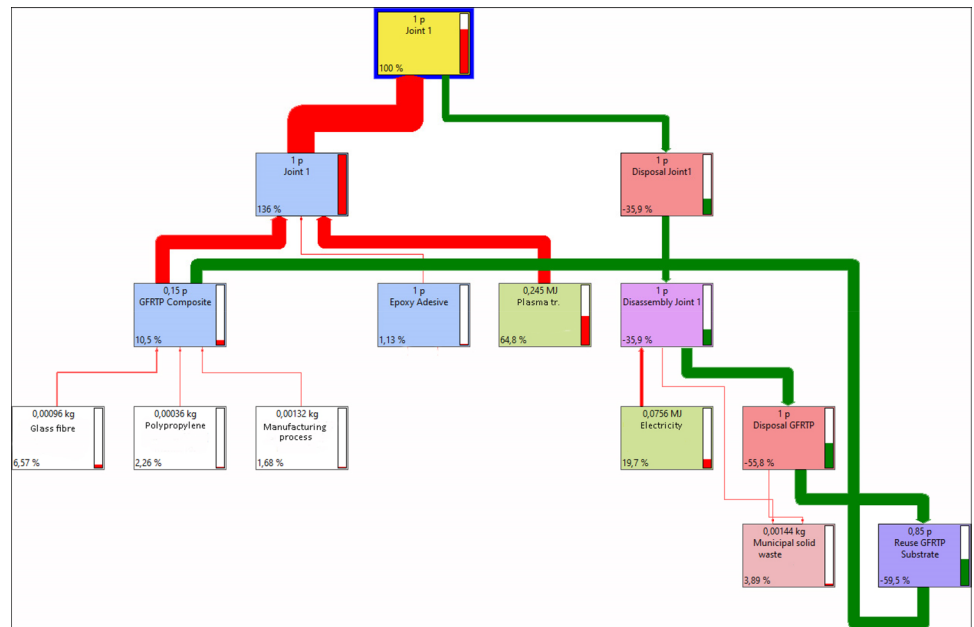 1 p
Joint 1
100 %
1 p
Joint 1
136 %
1 p
Disposal Joint1
-35,9 %
0,15 p
GFRTP Composite
10,5 %
1 p
Epoxy Adesive
1,13 %
0,245 MJ
Plasma tr.
64,8 %
1 p
Disassembly Joint 1
-35,9 %
0,00096 kg
Glass fibre
6,57 %
0,00036 kg
Polypropylene
2,26 %
0,00132 kg
Manufacturing
process
1,68 %
0,0756 MJ
Electricity
19,7 %
1 p
Disposal GFRTP
-55,8 %
0,00144 kg
Municipal solid
waste
3,89 %
0,85 p
Reuse GFRTP
Substrate
-59,5 %